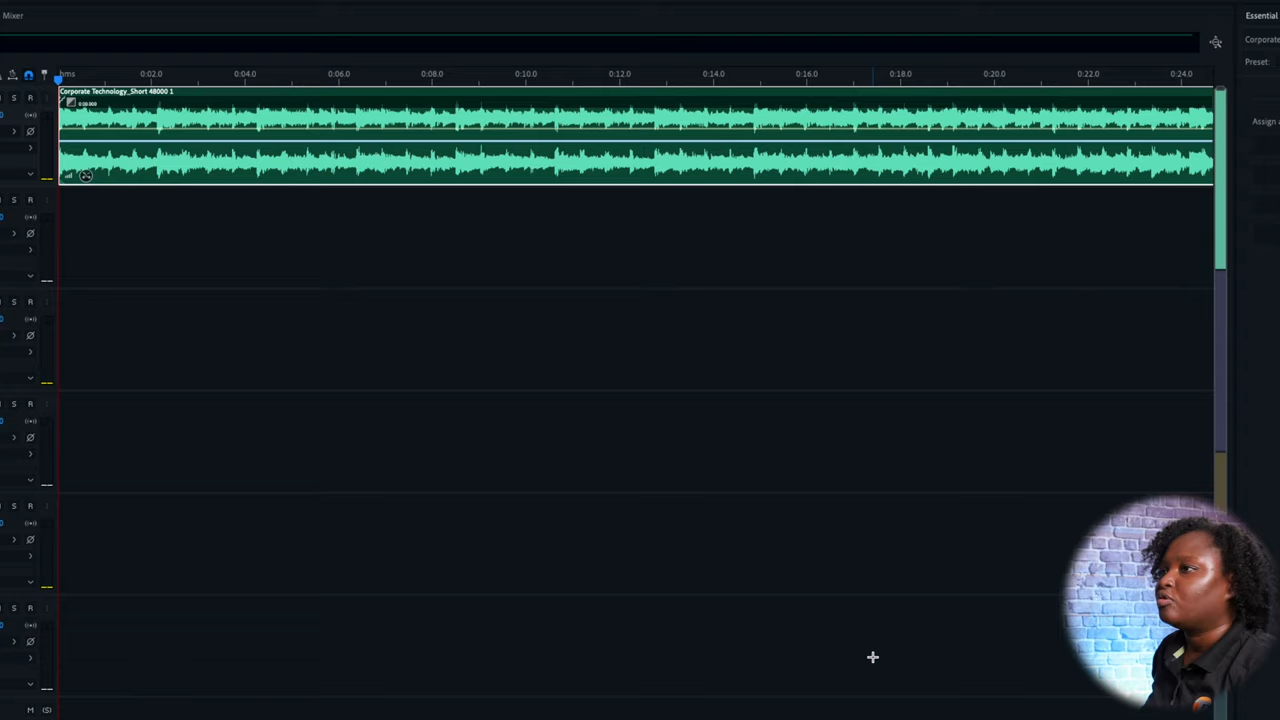 Mixer
Essential
Corporate
Preset:
hms 0:02.0 0:04.0 0:06.0 0:08.0 0:10.0 0:12.0 0:14.0 0:16.0 0:18.0 0:20.0 0:22.0 0:24.0
Corporate Technology_Short 48000 1
S R
Assign a
S R
S R
S R
S R
S R
M (S)